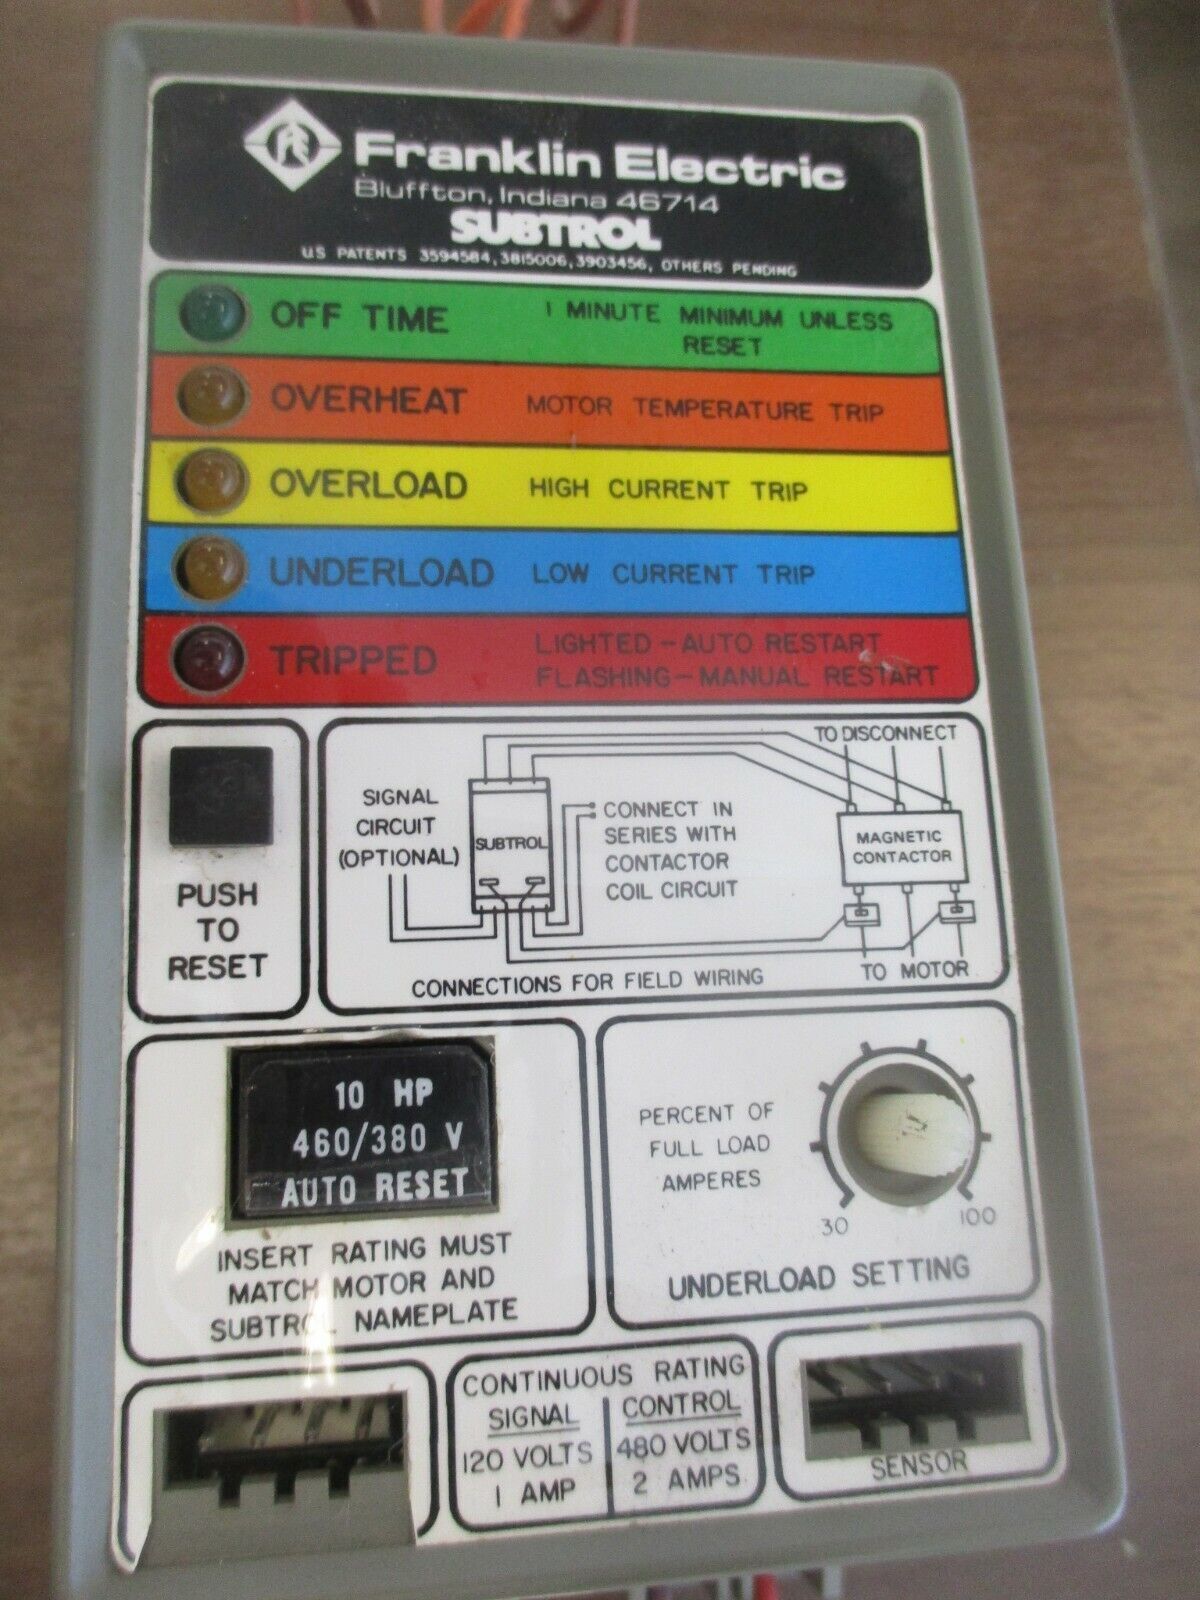 Franklin Electric
Bluffton, Indiana 46714
SUBTROL
US PATENTS 3594584, 3815006, 3903456, OTHERS PENDING
OFF TIME 1 MINUTE MINIMUM UNLESS
RESET
OVERHEAT MOTOR TEMPERATURE TRIP
OVERLOAD HIGH CURRENT TRIP
UNDERLOAD LOW CURRENT TRIP
TRIPPED LIGHTED-AUTO RESTART
FLASHING-MANUAL RESTART
PUSH
TO
RESET
SIGNAL
CIRCUIT
(OPTIONAL)
SUBTROL
CONNECT IN
SERIES WITH
CONTACTOR
COIL CIRCUIT
TO DISCONNECT
MAGNETIC
CONTACTOR
TO MOTOR
CONNECTIONS FOR FIELD WIRING
10 HP
460/380 V
AUTO RESET
INSERT RATING MUST
MATCH MOTOR AND
SUBTROL NAMEPLATE
PERCENT OF
FULL LOAD
AMPERES
30
100
UNDERLOAD SETTING
CONTINUOUS RATING
SIGNAL
120 VOLTS
1 AMP
CONTROL
480 VOLTS
2 AMPS
SENSOR